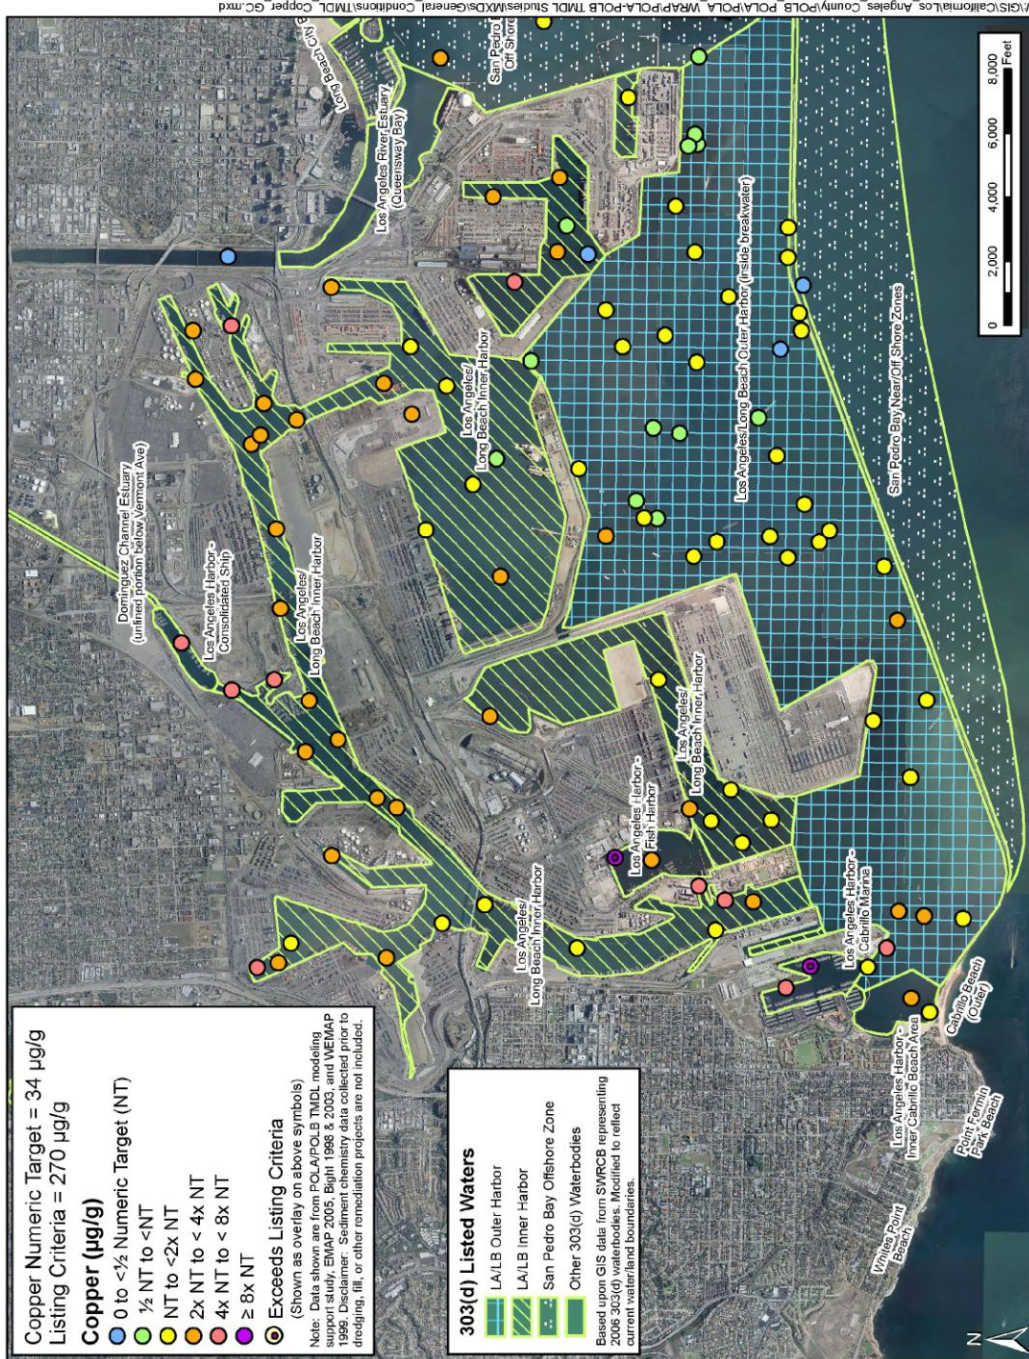 Copper Numeric Target = 34 µg/g
Listing Criteria = 270 µg/g
Copper (µg/g)
0 to <½ Numeric Target (NT)
½ NT to <NT
NT to <2x NT
2x NT to < 4x NT
4x NT to < 8x NT
≥ 8x NT
Exceeds Listing Criteria
(Shown as overlay on above symbols)
Note: Data shown are from POLA/POLB TMDL modeling
support study, EMAP 2005, Bight 1998 & 2003, and WEMAP
1999. Disclaimer: Sediment chemistry data collected prior to
dredging, fill, or other remediation projects are not included.
303(d) Listed Waters
LA/LB Outer Harbor
LA/LB Inner Harbor
San Pedro Bay Offshore Zone
Other 303(d) Waterbodies
Based upon GIS data from SWRCB representing
2006 303(d) waterbodies. Modified to reflect
current water/land boundaries.
Dominguez Channel Estuary
(unlined portion below Vermont Ave)
Los Angeles Harbor -
Consolidated Ship
Los Angeles/
Long Beach Inner Harbor
Los Angeles River Estuary
(Queensway Bay)
Long Beach City
San Pedro
Off Shore
Los Angeles/
Long Beach Inner Harbor
Los Angeles/
Long Beach Inner Harbor
Los Angeles Harbor -
Fish Harbor
Los Angeles/
Long Beach Inner Harbor
Los Angeles/Long Beach Outer Harbor (inside breakwater)
San Pedro Bay Near/Off Shore Zones
Los Angeles Harbor -
Cabrillo Marina
Los Angeles Harbor -
Inner Cabrillo Beach Area
Cabrillo Beach
(Outer)
Point Fermin
Park Beach
Whites Point
Beach
N
0 2,000 4,000 6,000 8,000
Feet